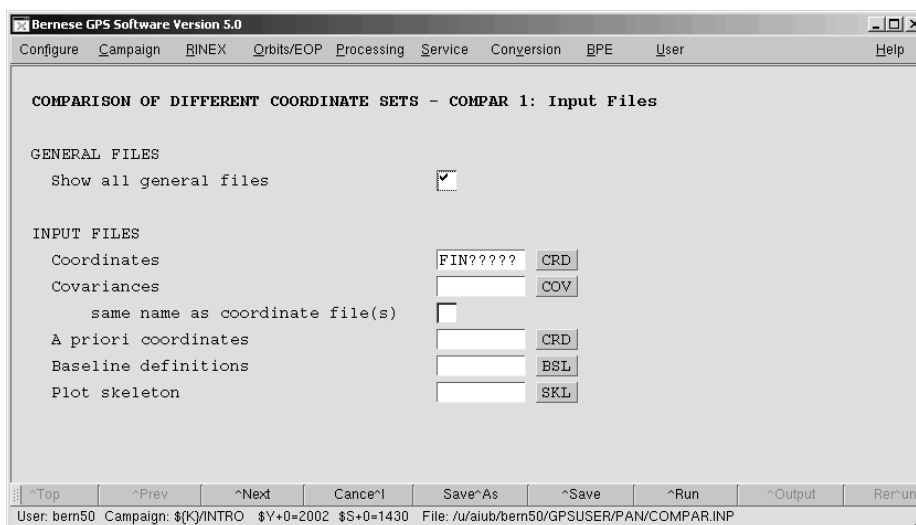 Bernese GPS Software Version 5.0
Configure Campaign RINEX Orbits/EOP Processing Service Conversion BPE User Help
COMPARISON OF DIFFERENT COORDINATE SETS - COMPAR 1: Input Files
GENERAL FILES
Show all general files
INPUT FILES
Coordinates FIN????? CRD
Covariances COV
same name as coordinate file(s)
A priori coordinates CRD
Baseline definitions BSL
Plot skeleton SKL
^Top ^Prev ^Next Cance^l Save^As ^Save ^Run ^Output Rer^un
User: bern50 Campaign: ${K}/INTRO $Y+0=2002 $S+0=1430 File: /u/aiub/bern50/GPSUSER/PAN/COMPAR.INP